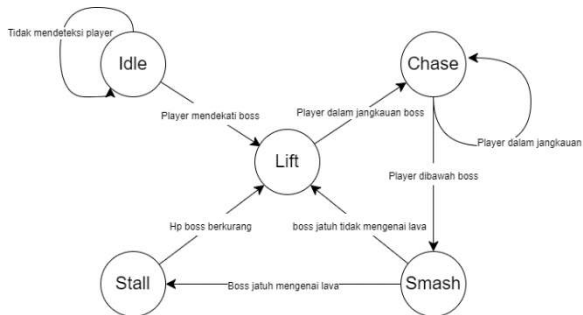 Tidak mendeteksi player
Idle
Chase
Player mendekati boss
Player dalam jangkauan boss
Player dalam jangkauan
Lift
Player dibawah boss
Hp boss berkurang
boss jatuh tidak mengenai lava
Stall
Boss jatuh mengenai lava
Smash